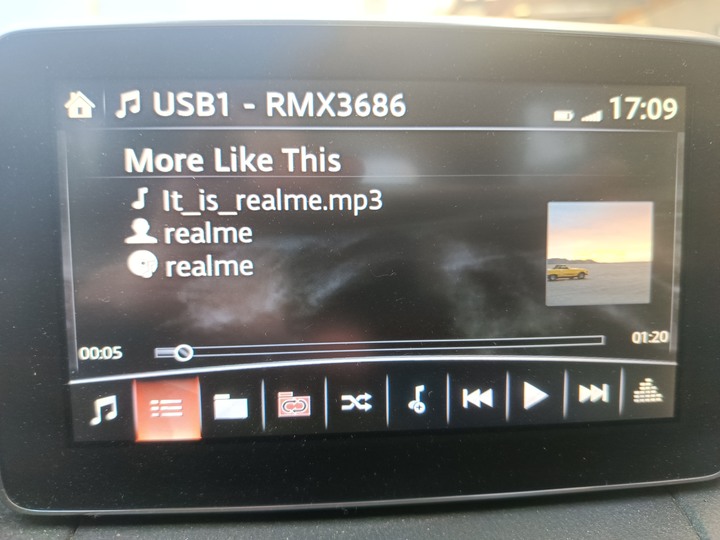 USB1 - RMX3686
17:09
More Like This
It_is_realme.mp3
realme
realme
00:05
01:20